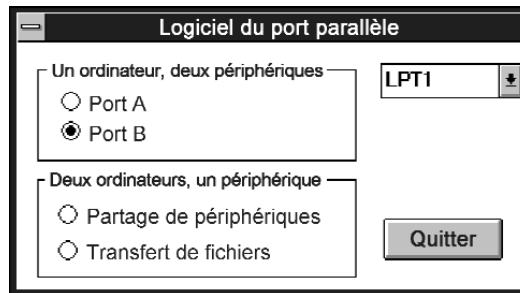 Logiciel du port parallèle
Un ordinateur, deux périphériques
Port A
Port B
LPT1
Deux ordinateurs, un périphérique
Partage de périphériques
Transfert de fichiers
Quitter